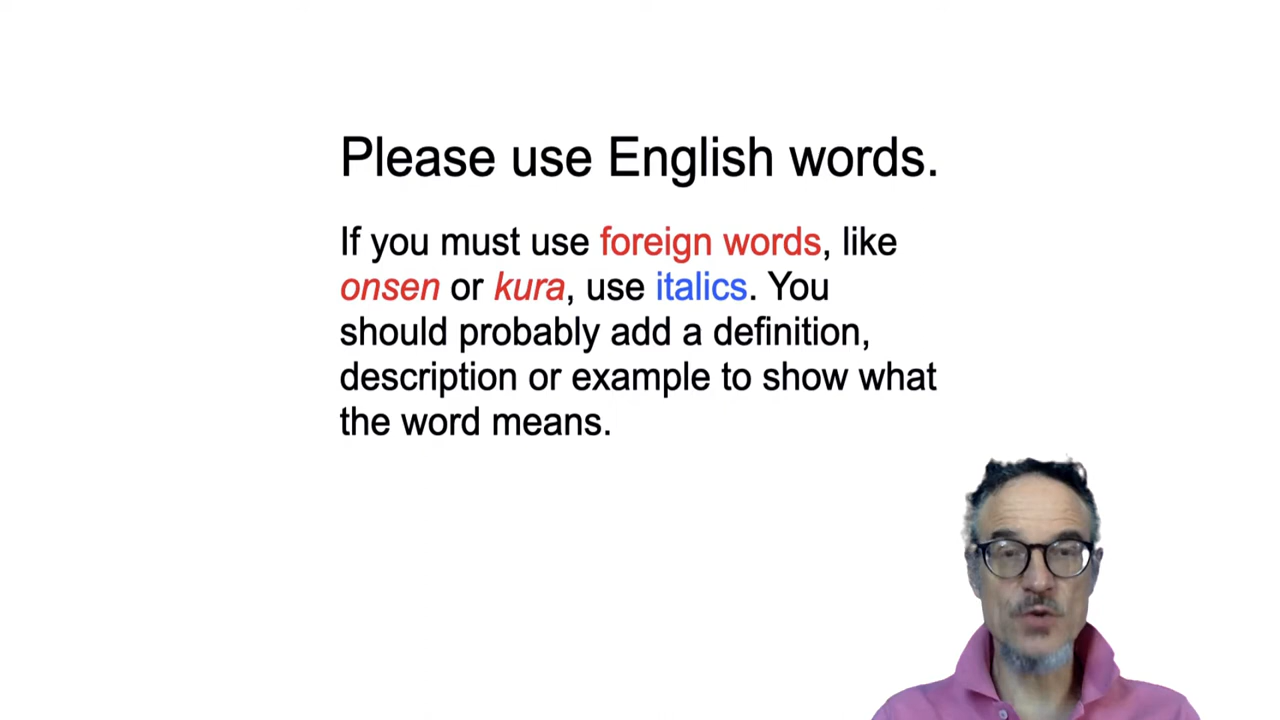 Please use English words.
If you must use foreign words, like
onsen or kura, use italics. You
should probably add a definition,
description or example to show what
the word means.